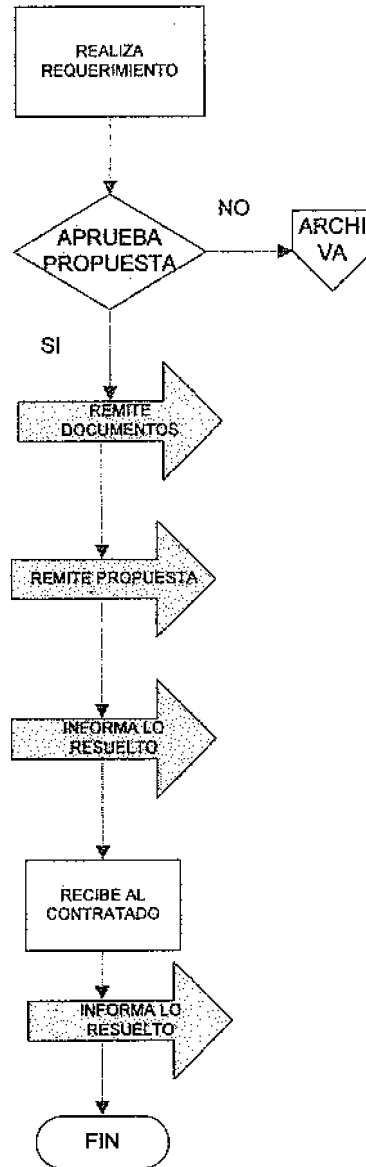 REALIZA
REQUERIMIENTO
NO
APRUEBA
PROPUESTA
ARCHI
VA
SI
REMITE
DOCUMENTOS
REMITE PROPUESTA
INFORMA LO
RESUELTO
RECIBE AL
CONTRATADO
INFORMA LO
RESUELTO
FIN